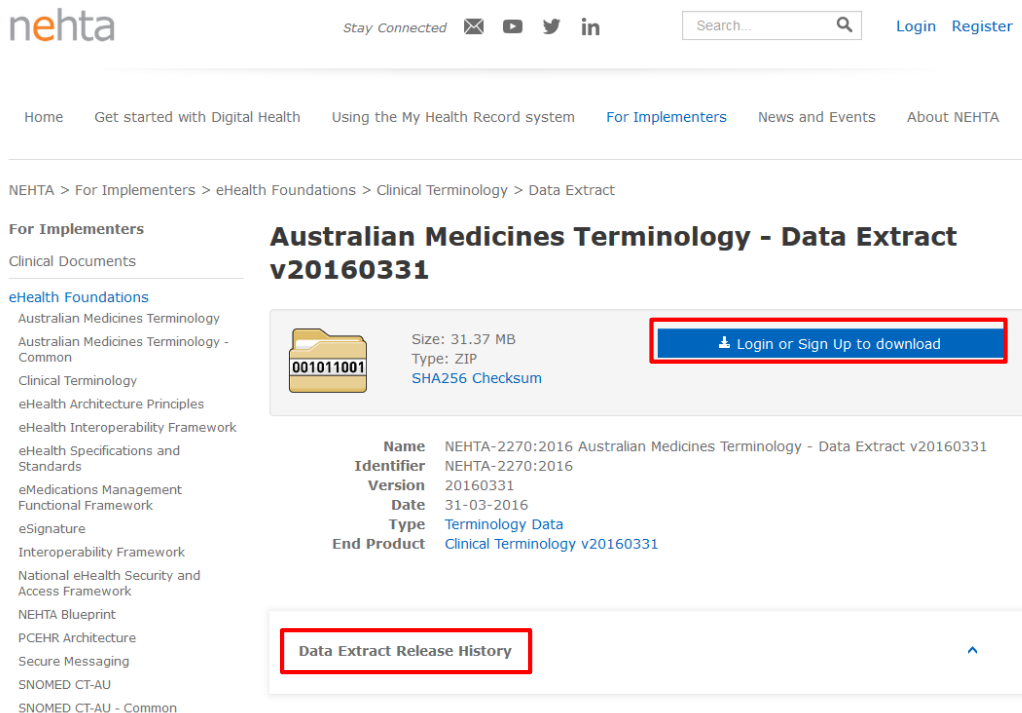 nehta
Stay Connected
Search...
Login Register
Home Get started with Digital Health Using the My Health Record system For Implementers News and Events About NEHTA
NEHTA > For Implementers > eHealth Foundations > Clinical Terminology > Data Extract
For Implementers
Clinical Documents
eHealth Foundations
Australian Medicines Terminology
Australian Medicines Terminology -
Common
Clinical Terminology
eHealth Architecture Principles
eHealth Interoperability Framework
eHealth Specifications and
Standards
eMedications Management
Functional Framework
eSignature
Interoperability Framework
National eHealth Security and
Access Framework
NEHTA Blueprint
PCEHR Architecture
Secure Messaging
SNOMED CT-AU
SNOMED CT-AU - Common
Australian Medicines Terminology - Data Extract
v20160331
001011001
Size: 31.37 MB
Type: ZIP
SHA256 Checksum
Login or Sign Up to download
Name NEHTA-2270:2016 Australian Medicines Terminology - Data Extract v20160331
Identifier NEHTA-2270:2016
Version 20160331
Date 31-03-2016
Type Terminology Data
End Product Clinical Terminology v20160331
Data Extract Release History